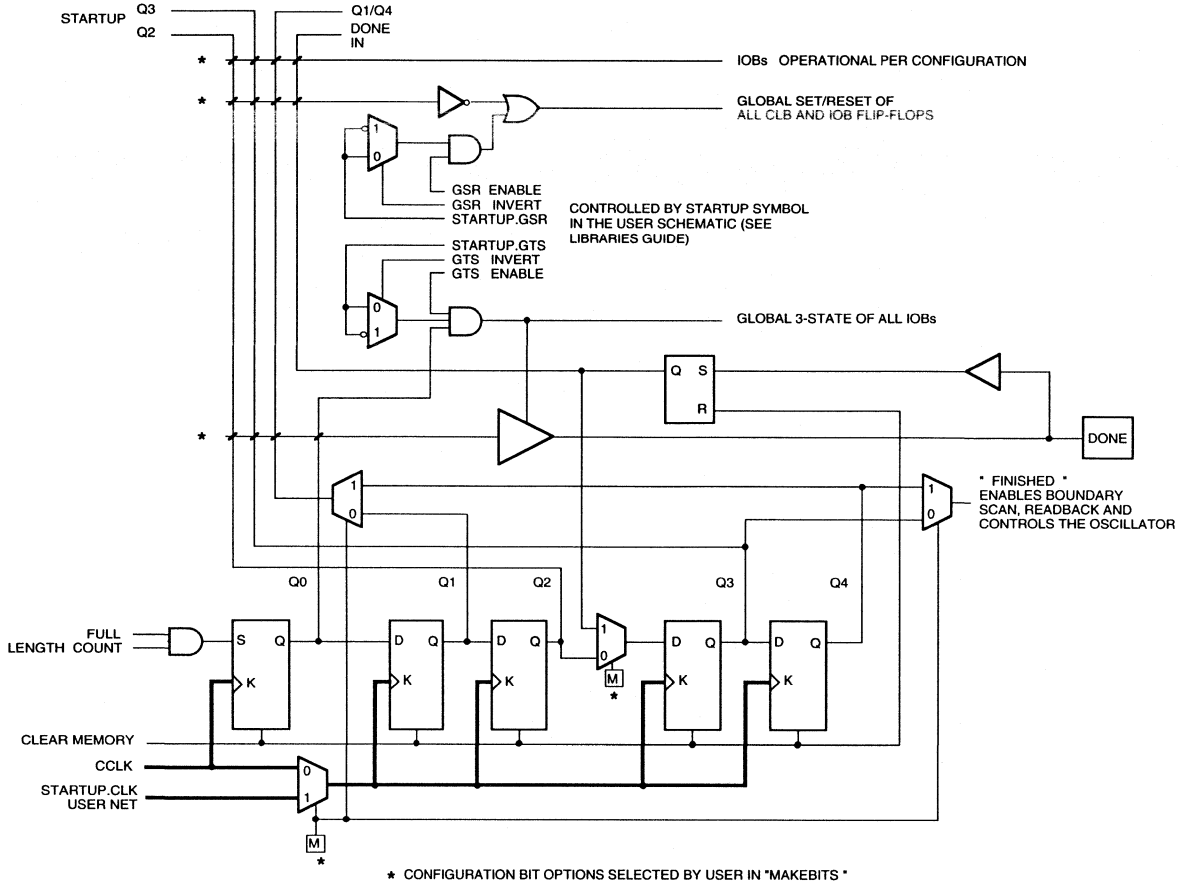 STARTUP Q3
Q2
Q1/Q4
DONE
IN
* IOBs OPERATIONAL PER CONFIGURATION
* GLOBAL SET/RESET OF
ALL CLB AND IOB FLIP-FLOPS
1
0
GSR ENABLE
GSR INVERT
STARTUP.GSR
CONTROLLED BY STARTUP SYMBOL
IN THE USER SCHEMATIC (SEE
LIBRARIES GUIDE)
STARTUP.GTS
GTS INVERT
GTS ENABLE
0
1
GLOBAL 3-STATE OF ALL IOBs
Q S
R
*
DONE
1
0
1
0
" FINISHED "
ENABLES BOUNDARY
SCAN, READBACK AND
CONTROLS THE OSCILLATOR
Q0 Q1 Q2 Q3 Q4
FULL
LENGTH COUNT
S Q
K
D Q
K
D Q
K
1
0
M
*
D Q
K
D Q
K
CLEAR MEMORY
CCLK
STARTUP.CLK
USER NET
0
1
M
*
* CONFIGURATION BIT OPTIONS SELECTED BY USER IN "MAKEBITS "